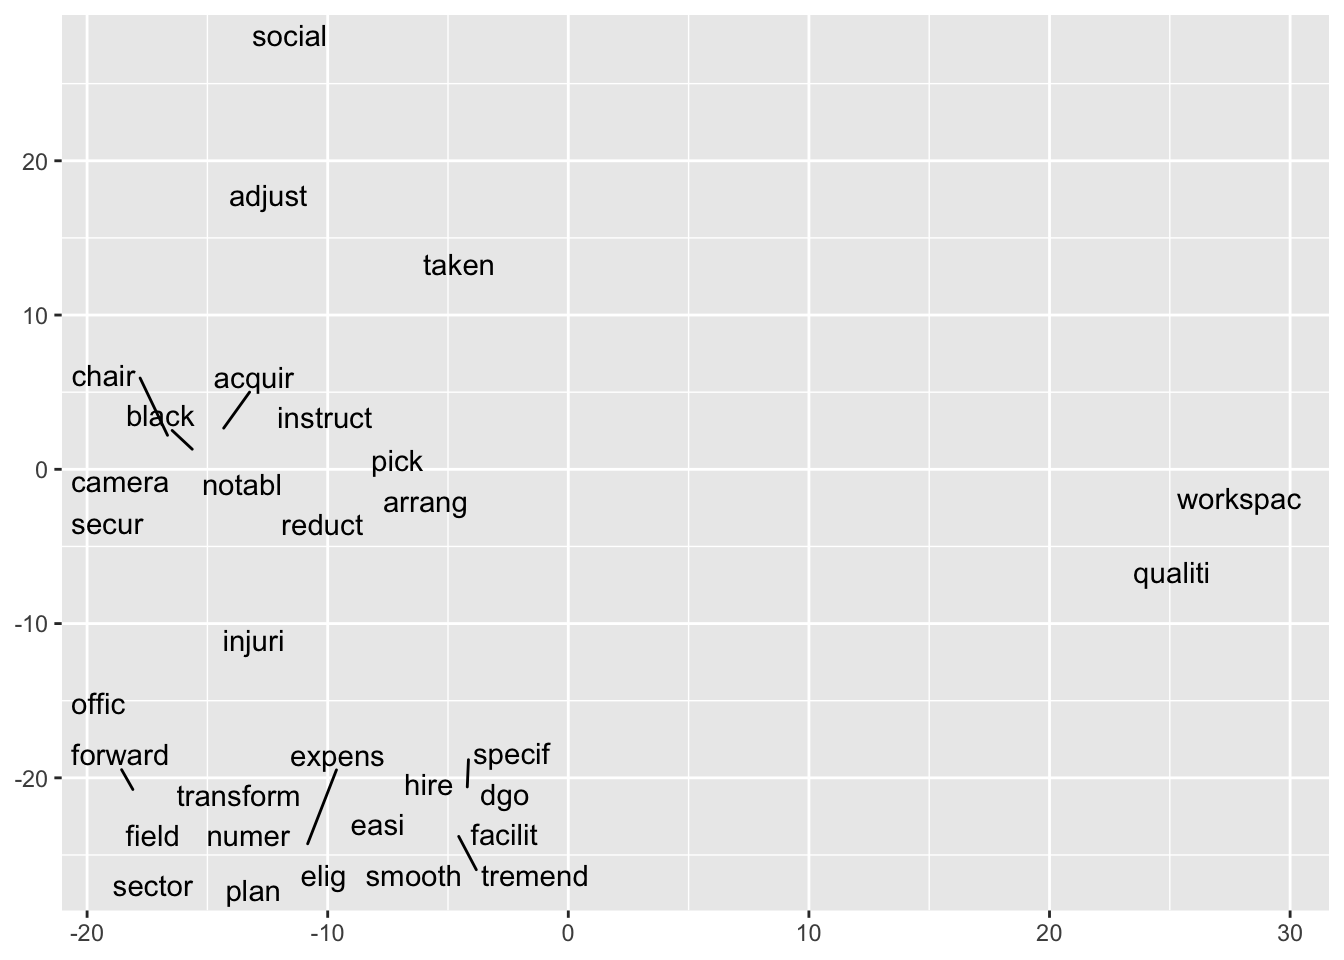 social
20
adjust
taken
10
chair
acquir
black
instruct
pick
0
camera
notabl
arrang
workspac
secur
reduct
qualiti
-10
injuri
offic
forward
expens
specif
-20
hire
transform
dgo
easi
field
numer
facilit
elig
smooth
tremend
sector
plan
-20 -10 0 10 20 30